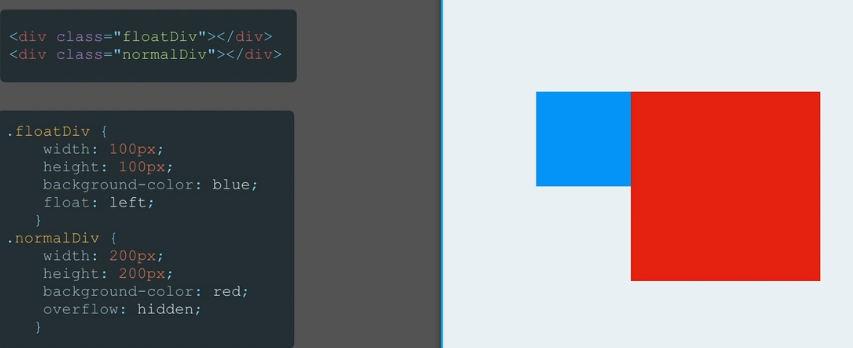 <div class="floatDiv"></div>
<div class="normalDiv"></div>
.floatDiv {
width: 100px;
height: 100px;
background-color: blue;
float: left;
}
.normalDiv {
width: 200px;
height: 200px;
background-color: red;
overflow: hidden;
}